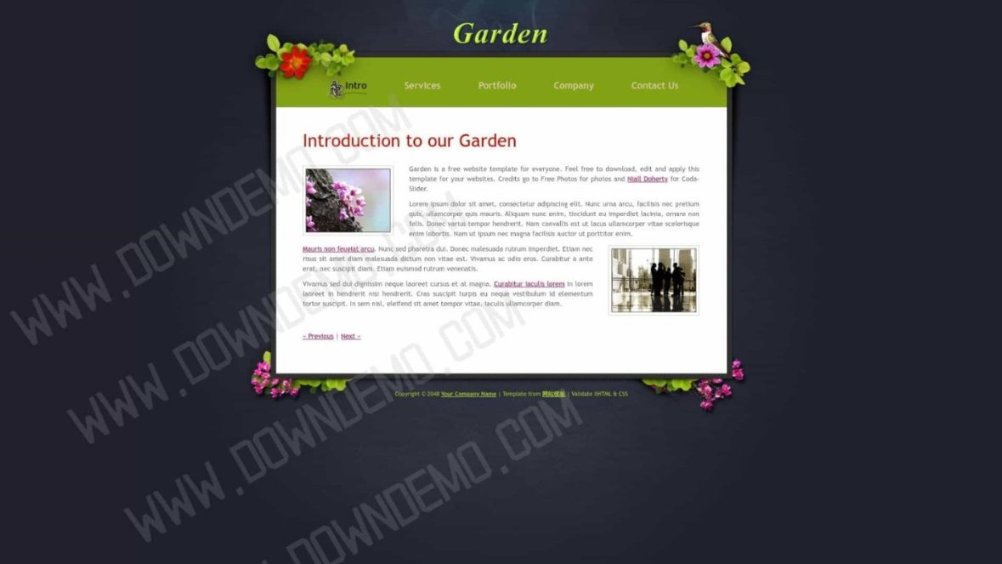 Garden
Intro
Services
Portfolio
Company
Contact Us
Introduction to our Garden
Garden is a free website template for everyone. Feel free to download, edit and apply this
template for your websites. Credits go to Free Photos for photos and Niall Doherty for Coda-
Slider.
Lorem ipsum dolor sit amet, consectetur adipiscing elit. Nunc urna arcu, facilisis nec pretium
quis, ullamcorper quis mauris. Aliquam nunc enim, tincidunt eu imperdiet lacinia, ornare non
felis. Donec varius tempor hendrerit. Nam convallis est ut lacus ullamcorper vitae scelerisque
enim lobortis. Nam ut ipsum nec magna facilisis auctor ut porttitor enim.
Mauris non feugiat arcu. Nunc sed pharetra dui. Donec malesuada rutrum imperdiet. Etiam nec
risus sit amet diam malesuada dictum non vitae est. Vivamus ac odio eros. Curabitur a ante
erat, nec suscipit diam. Etiam euismod rutrum venenatis.
Vivamus sed dui dignissim neque laoreet cursus et at magna. Curabitur iaculis lorem in lorem
laoreet in hendrerit nisi hendrerit. Cras suscipit turpis eu neque vestibulum id elementum
tortor suscipit. In sem nisl, eleifend sit amet tempor vitae, iaculis ullamcorper diam.
« Previous | Next »
Copyright © 2048 Your Company Name | Template from 网站模板 | Validate XHTML & CSS
WWW.DOWNDEMO.COM
WWW.DOWNDEMO.COM
WWW.DOWNDEMO.COM
DOWNDEMO.COM